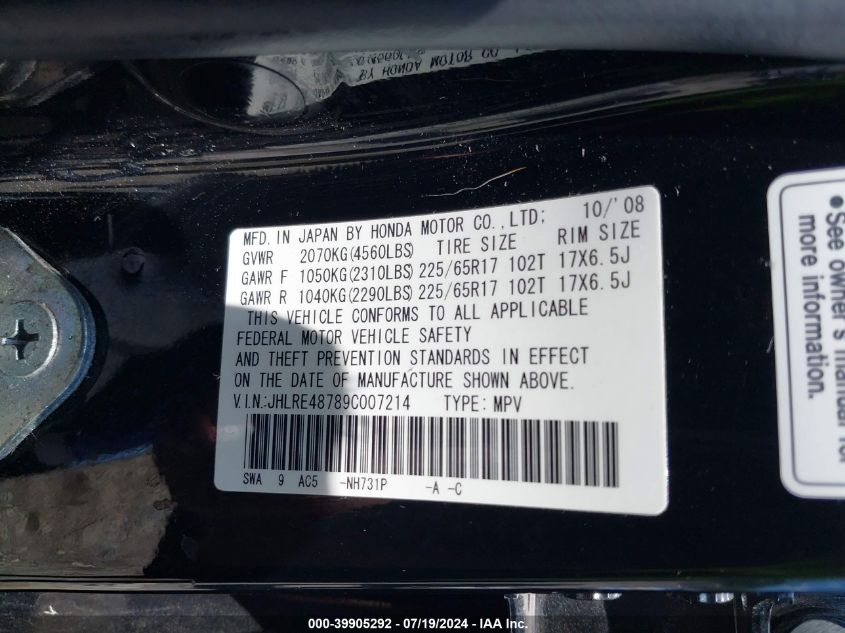 MFD. IN JAPAN BY HONDA MOTOR CO.,LTD; 10/'08
GVWR 2070KG(4560LBS) TIRE SIZE RIM SIZE
GAWR F 1050KG(2310LBS) 225/65R17 102T 17X6.5J
GAWR R 1040KG(2290LBS) 225/65R17 102T 17X6.5J
THIS VEHICLE CONFORMS TO ALL APPLICABLE
FEDERAL MOTOR VEHICLE SAFETY
AND THEFT PREVENTION STANDARDS IN EFFECT
ON THE DATE OF MANUFACTURE SHOWN ABOVE.
V.I.N.:JHLRE48789C007214 TYPE: MPV
SWA 9 AC5 -NH731P -A -C
•See owner's manual for
more information.
000-39905292 - 07/19/2024 - IAA Inc.